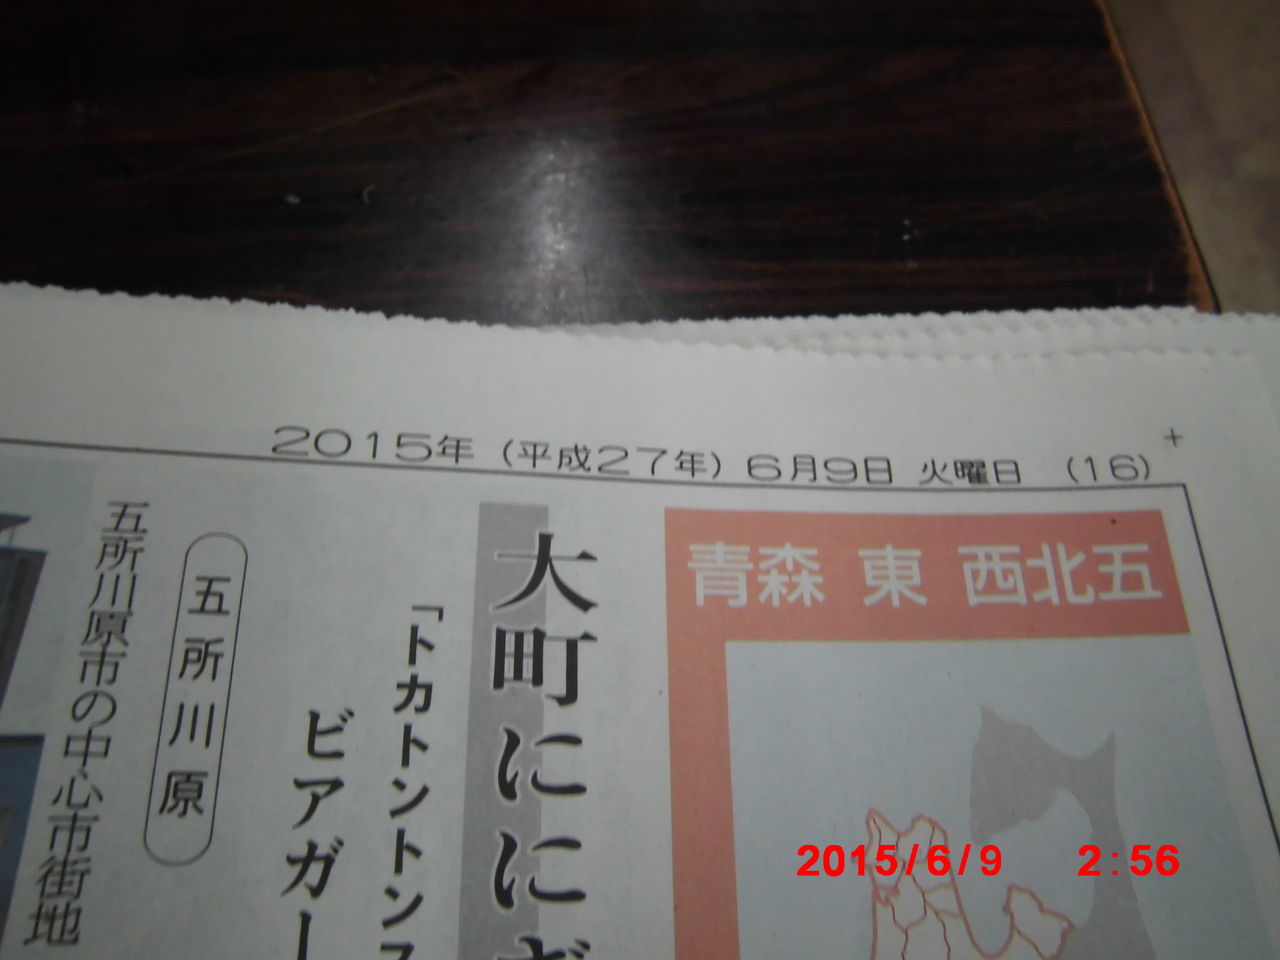 2015年（平成27年）6月9日 火曜日 （16）
青森 東 西北五
大町ににぎ
「トカトントンス
ビアガー
五所川原
五所川原市の中心市街地
2015/6/9 2:56